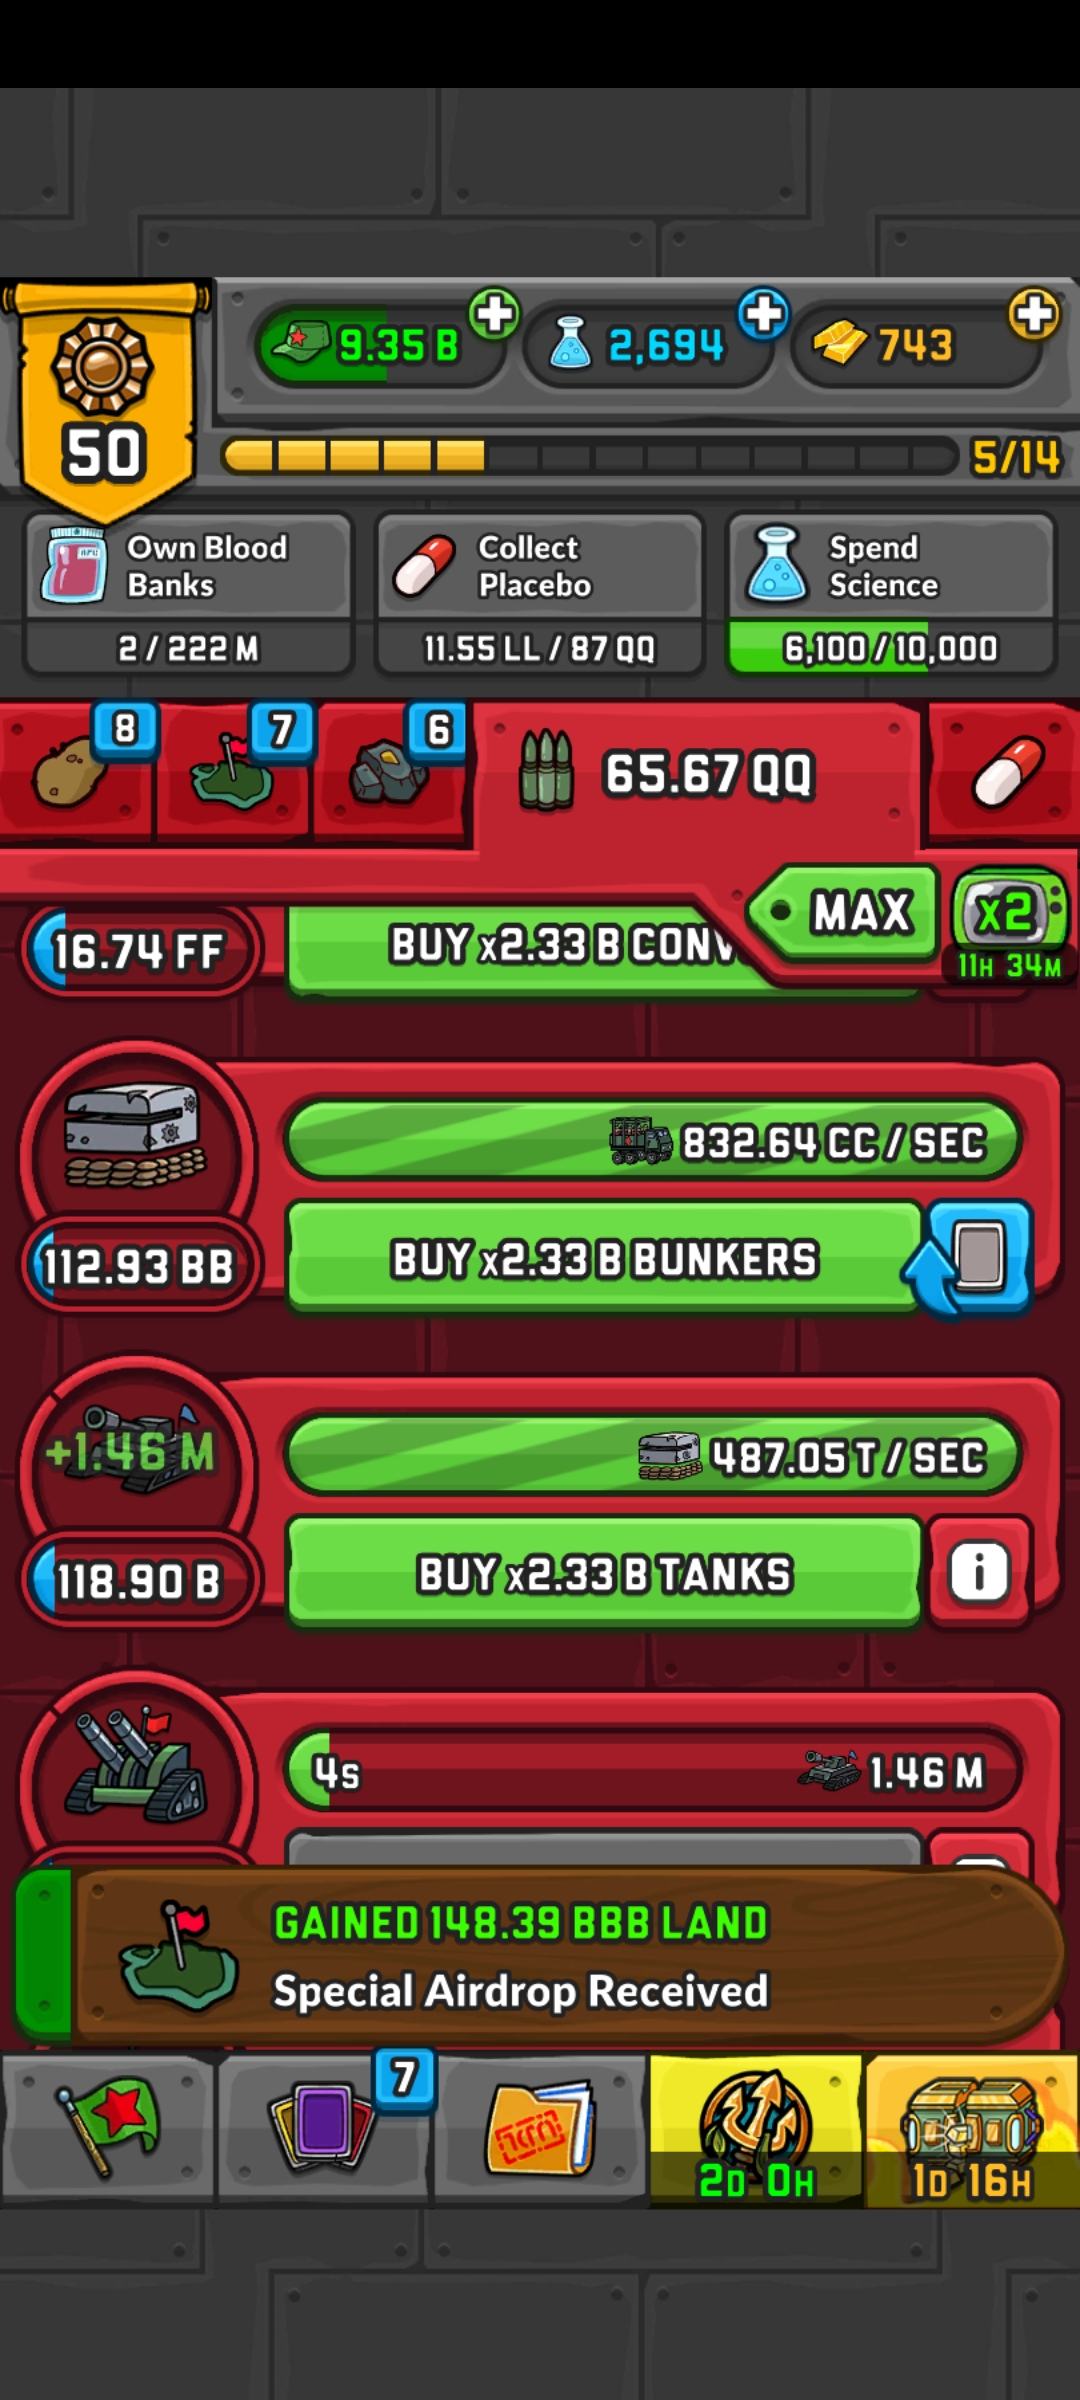 9.35 B
2,694
743
50
5/14
Own Blood
Banks
2 / 222 M
Collect
Placebo
11.55 LL / 87 QQ
Spend
Science
6,100 / 10,000
8
7
6
65.67 QQ
MAX
x2
11H 34M
16.74 FF
BUY x2.33 B CONV
832.64 CC / SEC
112.93 BB
BUY x2.33 B BUNKERS
+1.46 M
487.05 T / SEC
118.90 B
BUY x2.33 B TANKS
i
4s
1.46 M
GAINED 148.39 BBB LAND
Special Airdrop Received
7
2D 0H
1D 16H